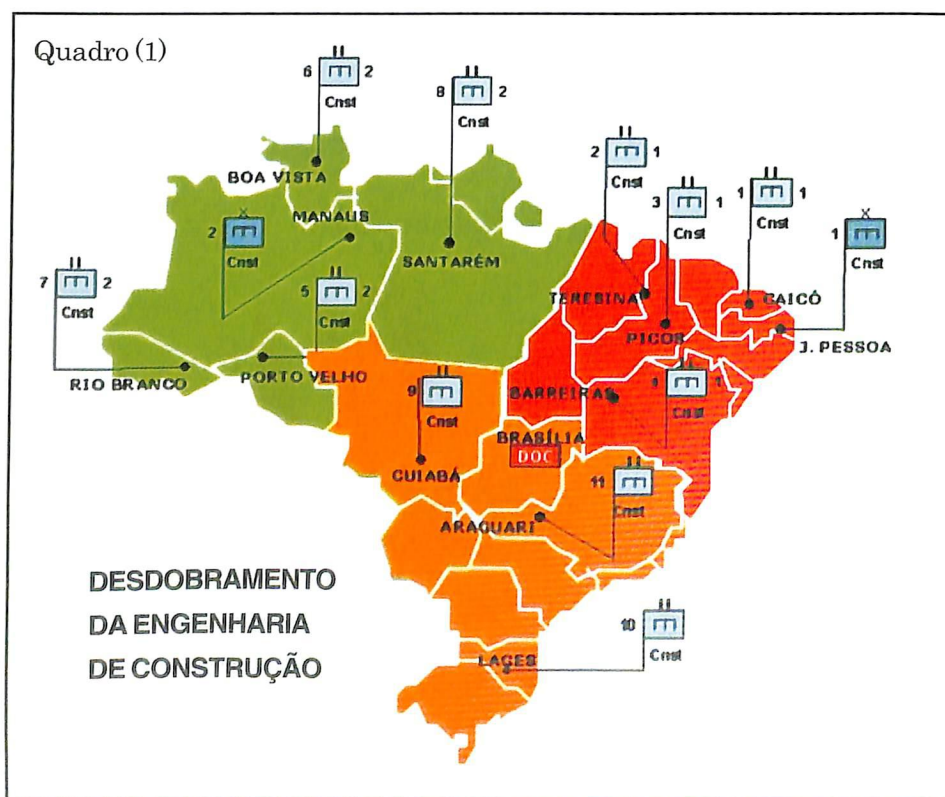 Quadro (1)
6 2
Cnst
8 2
Cnst
2 1
Cnst
3 1
Cnst
1 1
Cnst
X
1
Cnst
BOA VISTA
X
2
Cnst
MANAUS
SANTARÉM
7 2
Cnst
5 2
Cnst
TERESINA
CAICÓ
PICOS
J. PESSOA
RIO BRANCO
PORTO VELHO
9
Cnst
BARREIRAS
1
Cnst
BRASÍLIA
DOC
CUIABÁ
11
Cnst
ARAGUARI
DESDOBRAMENTO
DA ENGENHARIA
DE CONSTRUÇÃO
10
Cnst
LAGES